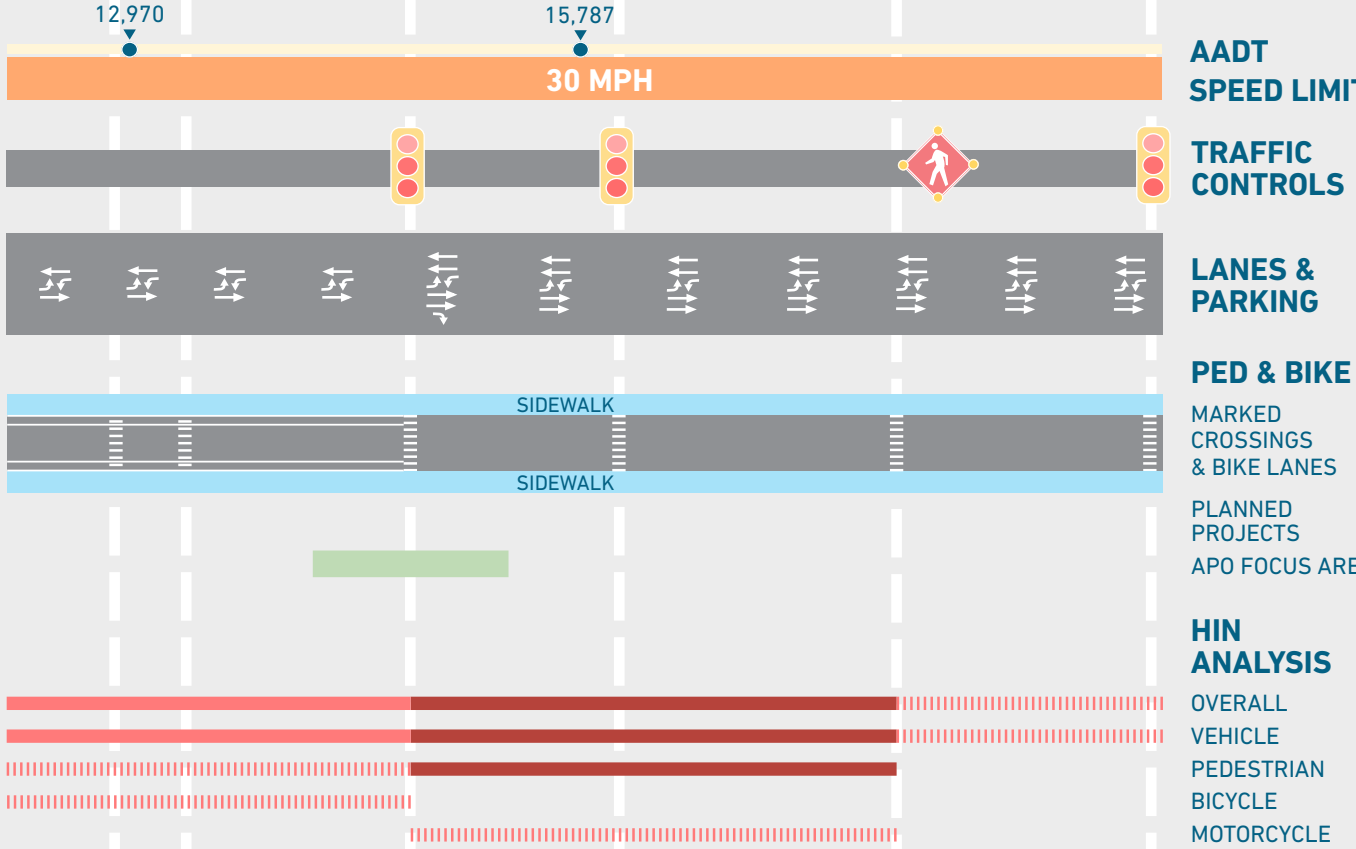 12,970
15,787
AADT
30 MPH
SPEED LIMIT
TRAFFIC
CONTROLS
LANES &
PARKING
PED & BIKE
SIDEWALK
MARKED
CROSSINGS
& BIKE LANES
SIDEWALK
PLANNED
PROJECTS
APO FOCUS ARE
HIN
ANALYSIS
OVERALL
VEHICLE
PEDESTRIAN
BICYCLE
MOTORCYCLE